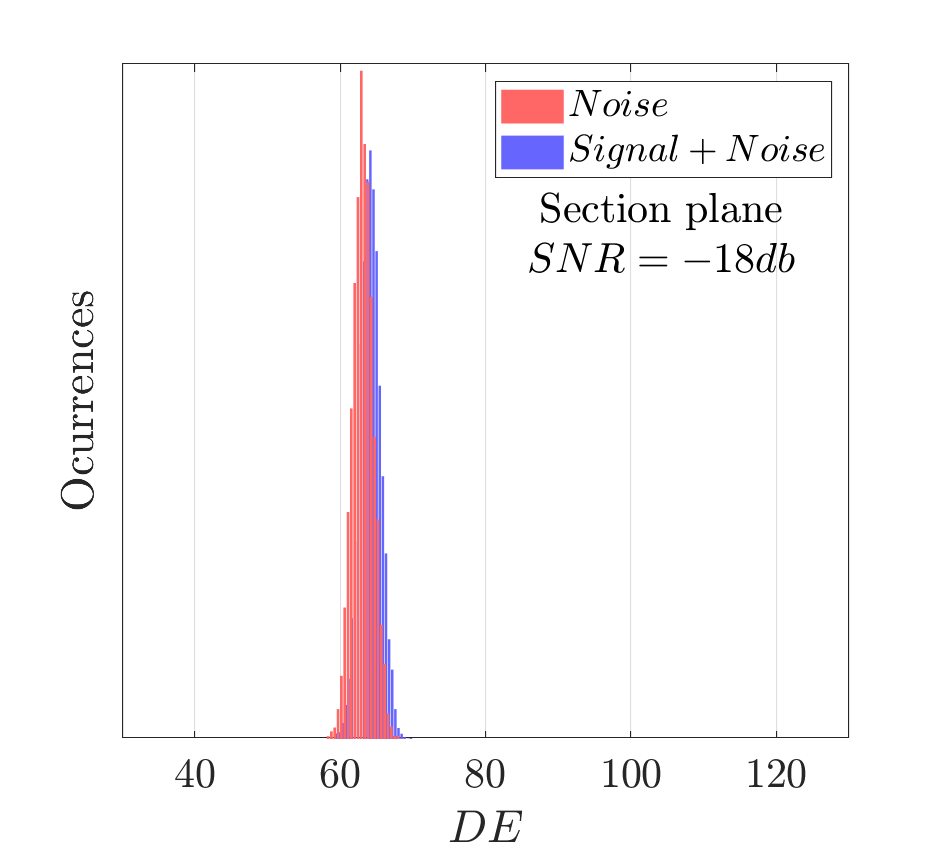 Noise
Signal + Noise
Section plane
SNR = −18db
Ocurrences
40 60 80 100 120
DE